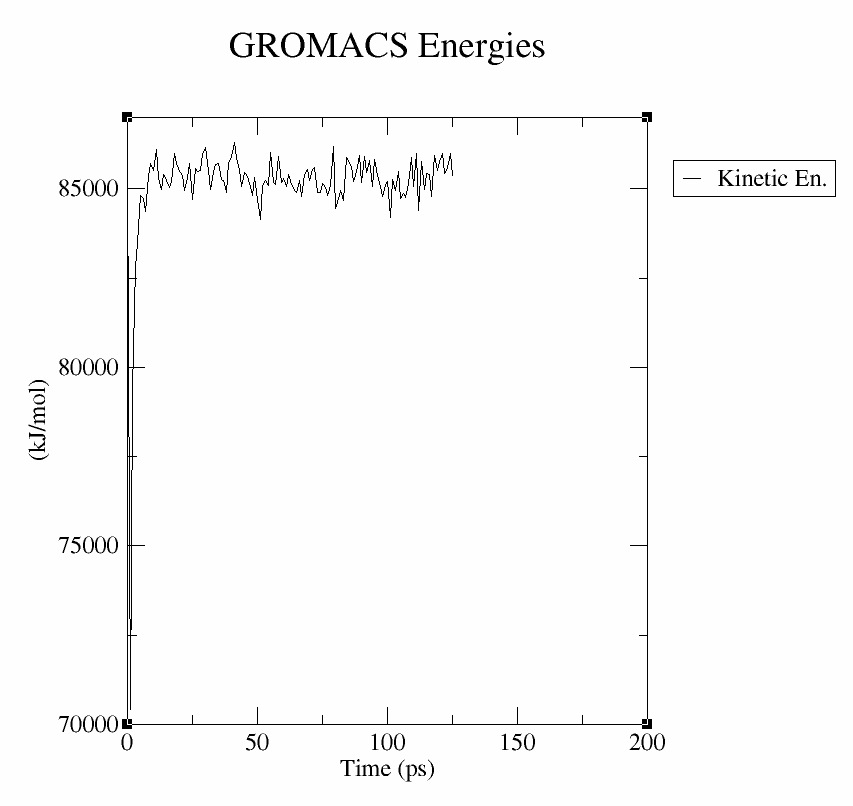 GROMACS Energies
85000
80000
75000
70000
(kJ/mol)
0 50 100 150 200
Time (ps)
Kinetic En.